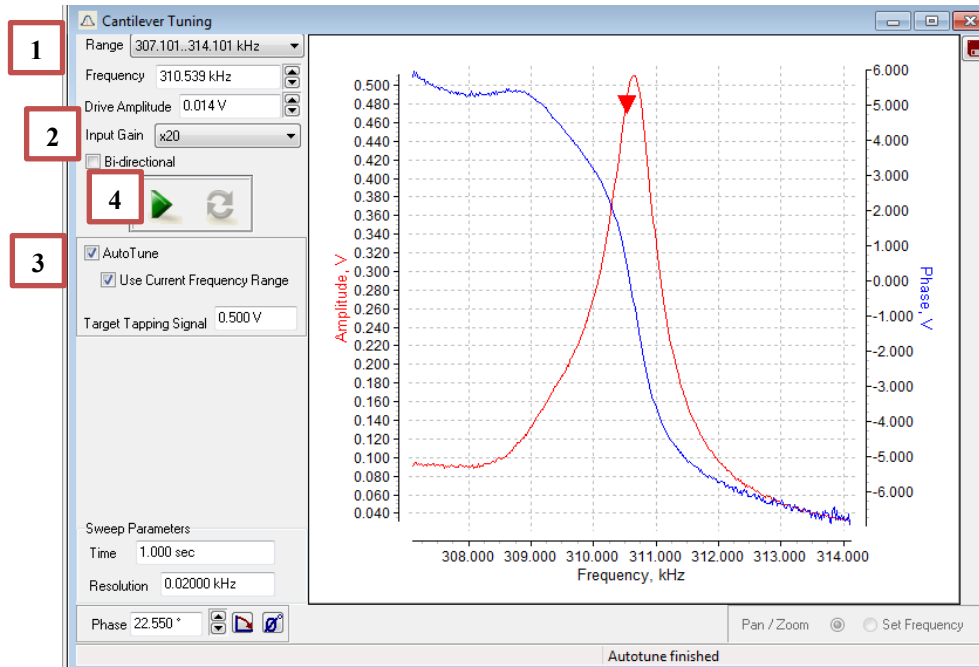 Cantilever Tuning
1
Range 307.101..314.101 kHz
Frequency 310.539 kHz
Drive Amplitude 0.014 V
2
Input Gain x20
Bi-directional
4
3
AutoTune
Use Current Frequency Range
Target Tapping Signal 0.500 V
Sweep Parameters
Time 1.000 sec
Resolution 0.02000 kHz
Phase 22.550 °
Amplitude, V
0.500
0.480
0.460
0.440
0.420
0.400
0.380
0.360
0.340
0.320
0.300
0.280
0.260
0.240
0.220
0.200
0.180
0.160
0.140
0.120
0.100
0.080
0.060
0.040
6.000
5.000
4.000
3.000
2.000
1.000
0.000
-1.000
-2.000
-3.000
-4.000
-5.000
-6.000
Phase, V
308.000 309.000 310.000 311.000 312.000 313.000 314.000
Frequency, kHz
Pan / Zoom Set Frequency
Autotune finished